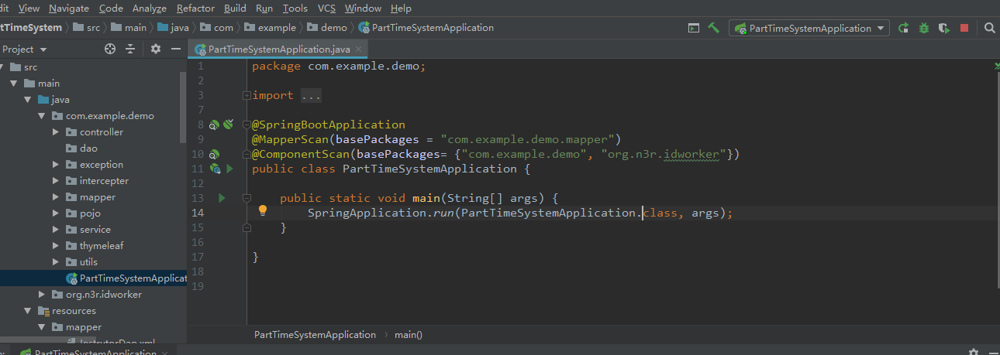 View Navigate Code Analyze Refactor Build Run Tools VCS Window Help
tTimeSystem src main java com example demo PartTimeSystemApplication PartTimeSystemApplication
Project PartTimeSystemApplication.java ×
src
main
java
com.example.demo
controller
dao
exception
intercepter
mapper
pojo
service
thymeleaf
utils
PartTimeSystemApplicat
org.n3r.idworker
resources
mapper
InstrutorDao.xml
1 package com.example.demo;
2
3 import ...
7
8 @SpringBootApplication
9 @MapperScan(basePackages = "com.example.demo.mapper")
10 @ComponentScan(basePackages= {"com.example.demo", "org.n3r.idworker"})
11 public class PartTimeSystemApplication {
12
13 public static void main(String[] args) {
14 SpringApplication.run(PartTimeSystemApplication.class, args);
15 }
16
17 }
18
19
PartTimeSystemApplication › main()
PartTimeSystemApplication ×